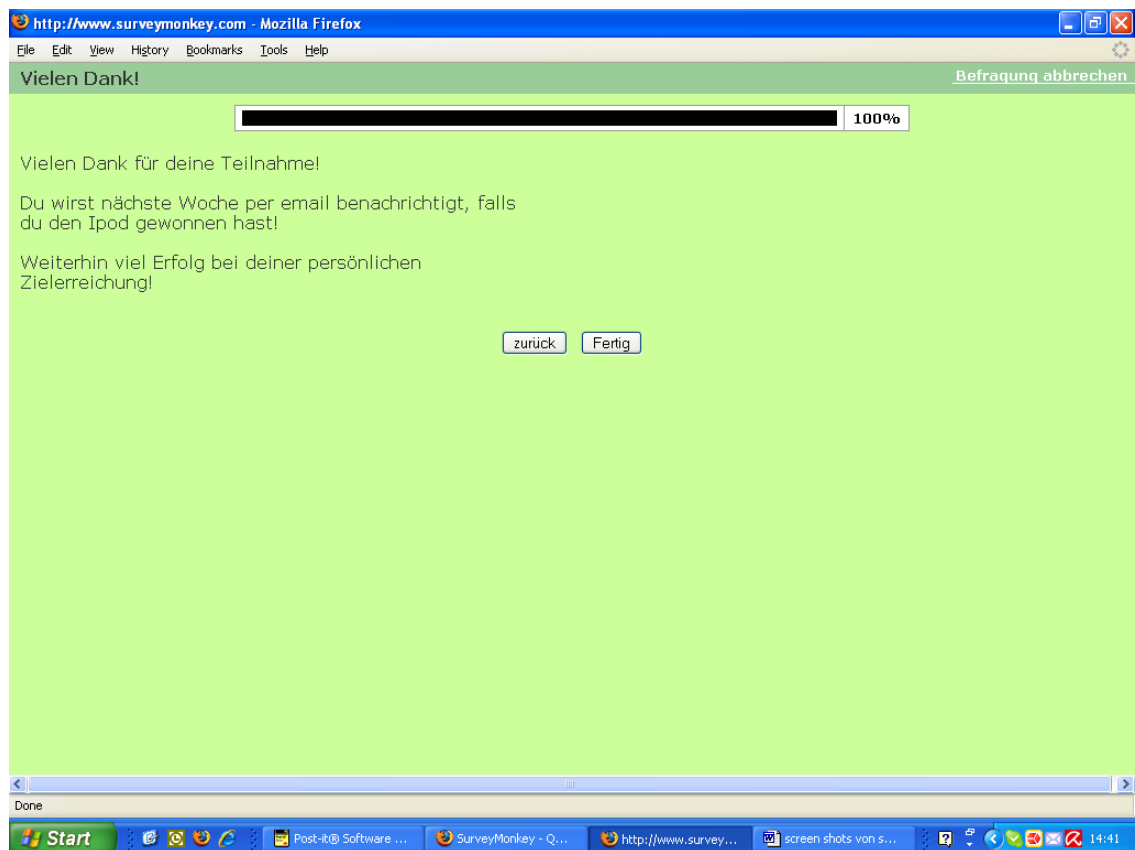 http://www.surveymonkey.com - Mozilla Firefox
File Edit View History Bookmarks Tools Help
Vielen Dank!
Befragung abbrechen
100%
Vielen Dank für deine Teilnahme!
Du wirst nächste Woche per email benachrichtigt, falls
du den Ipod gewonnen hast!
Weiterhin viel Erfolg bei deiner persönlichen
Zielerreichung!
zurück Fertig
Done
Start Post-it® Software ... SurveyMonkey - Q... http://www.survey... screen shots von s... 14:41